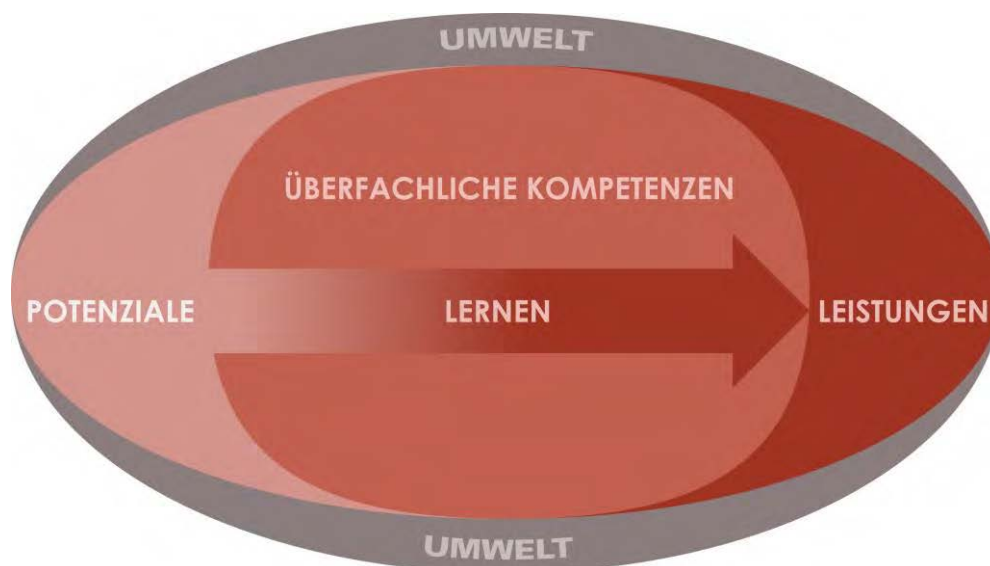 UMWELT
ÜBERFACHLICHE KOMPETENZEN
POTENZIALE
LERNEN
LEISTUNGEN
UMWELT